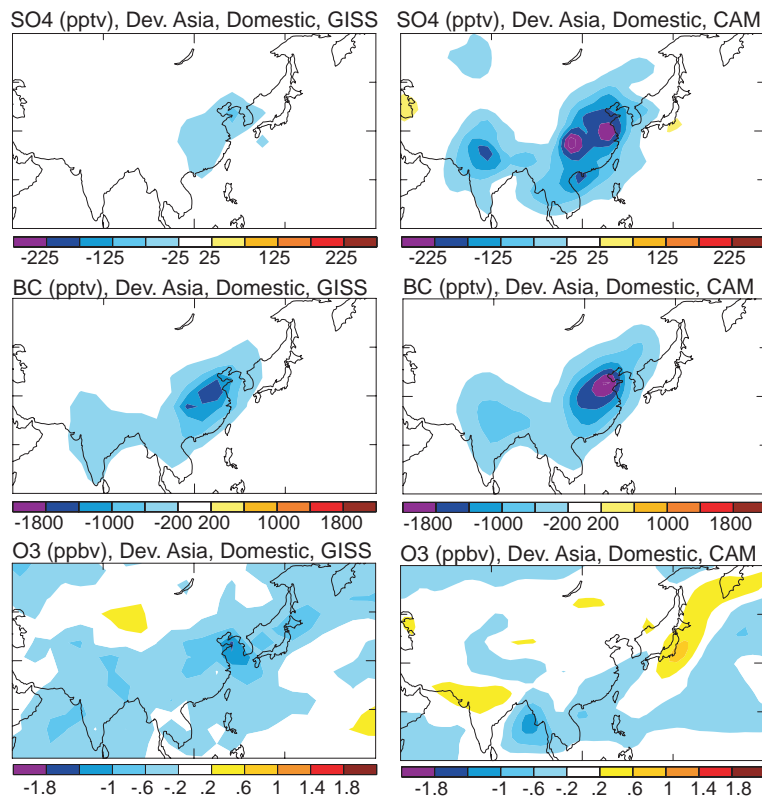 SO4 (pptv), Dev. Asia, Domestic, GISS
SO4 (pptv), Dev. Asia, Domestic, CAM
-225 -125 -25 25 125 225
-225 -125 -25 25 125 225
BC (pptv), Dev. Asia, Domestic, GISS
BC (pptv), Dev. Asia, Domestic, CAM
-1800 -1000 -200 200 1000 1800
-1800 -1000 -200 200 1000 1800
O3 (ppbv), Dev. Asia, Domestic, GISS
O3 (ppbv), Dev. Asia, Domestic, CAM
-1.8 -1 -.6 -.2 .2 .6 1 1.4 1.8
-1.8 -1 -.6 -.2 .2 .6 1 1.4 1.8